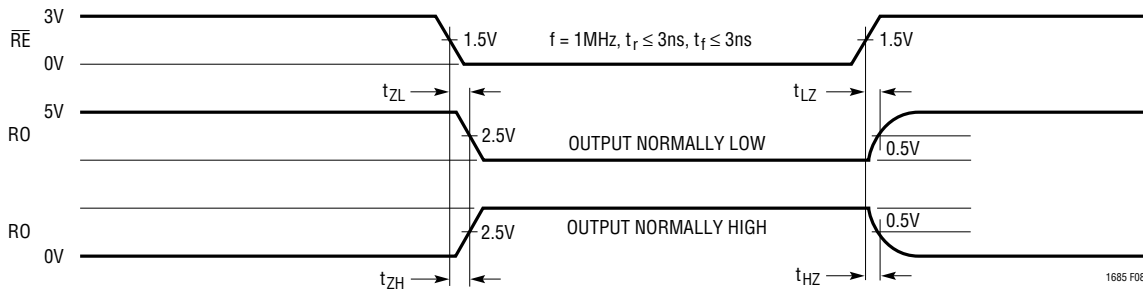 3V
RE
1.5V
f = 1MHz, tr ≤ 3ns, tf ≤ 3ns
1.5V
0V
tZL
tLZ
5V
RO
2.5V
OUTPUT NORMALLY LOW
0.5V
RO
2.5V
OUTPUT NORMALLY HIGH
0.5V
0V
tZH
tHZ
1685 F08